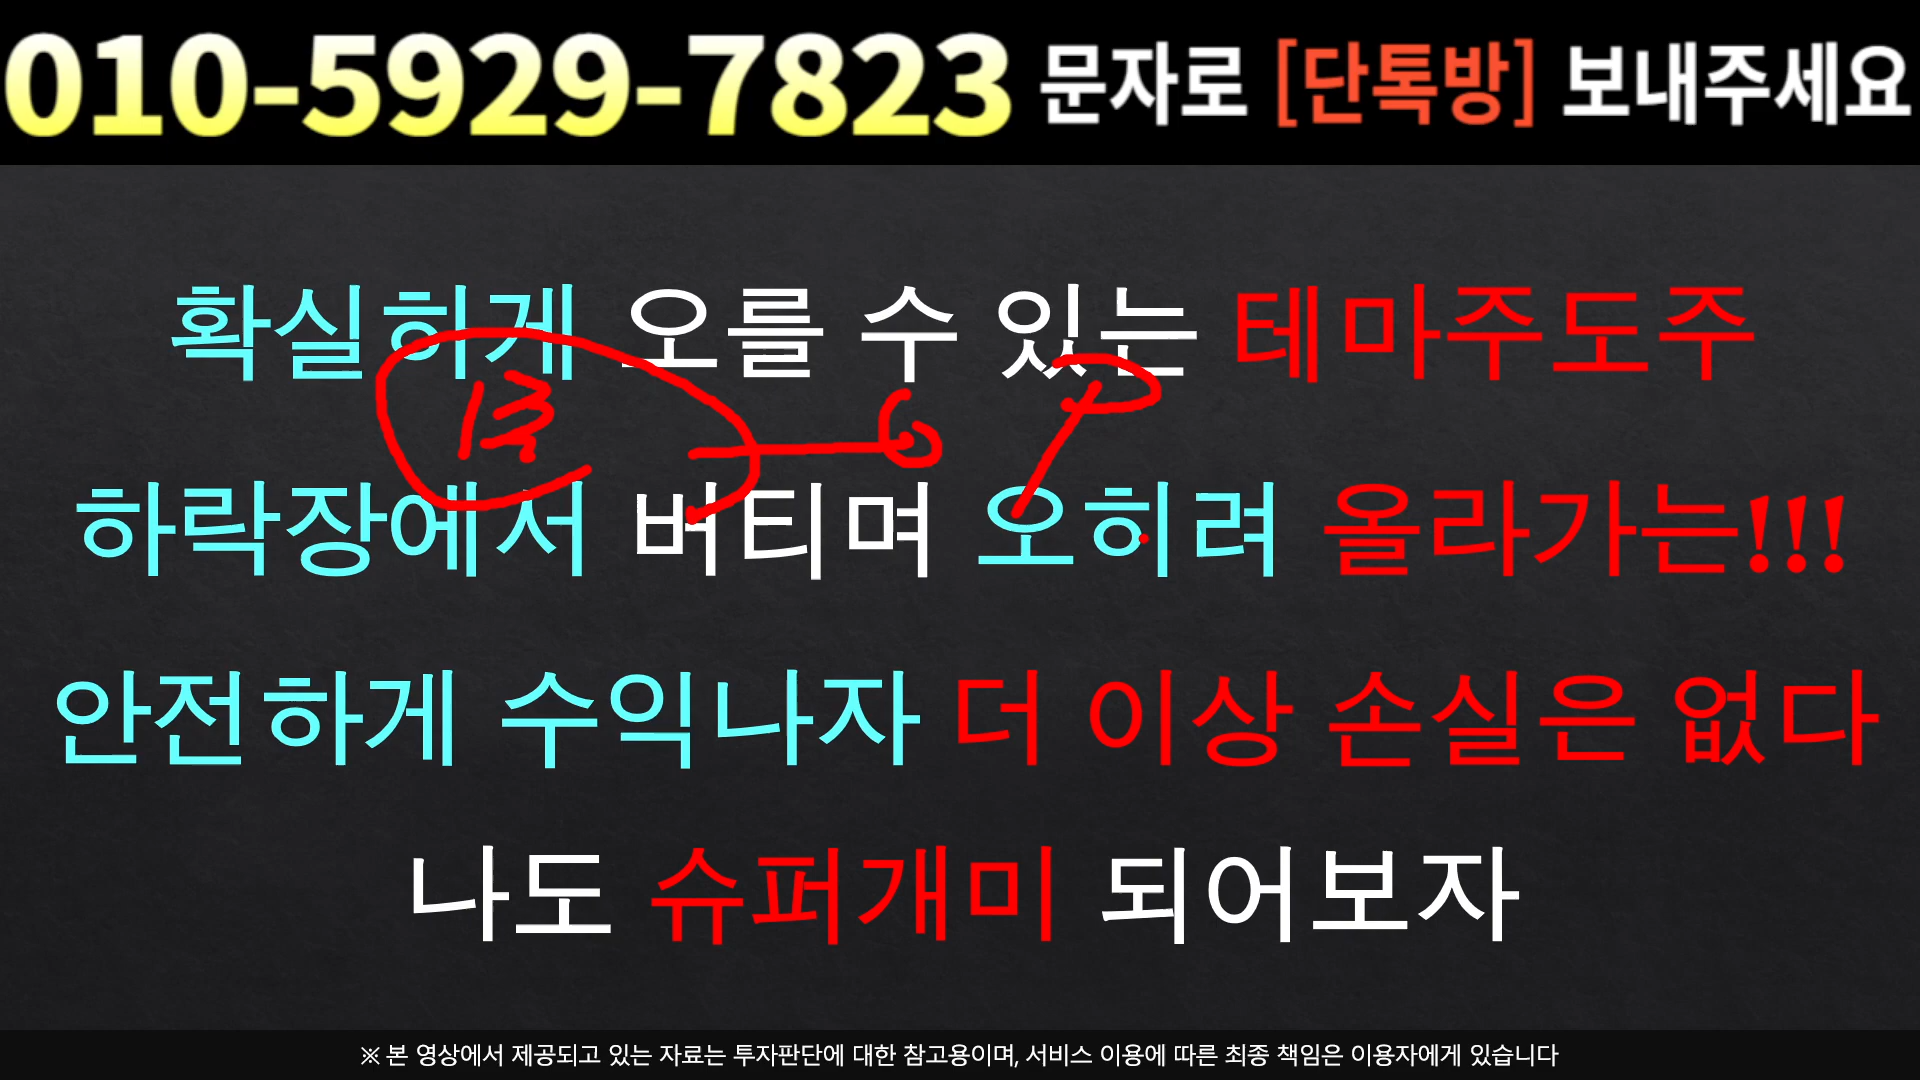 010-5929-7823 문자로 [단톡방] 보내주세요
확실하게 오를 수 있는 테마주도주
하락장에서 버티며 오히려 올라가는!!!
안전하게 수익나자 더 이상 손실은 없다
나도 슈퍼개미 되어보자
※ 본 영상에서 제공되고 있는 자료는 투자판단에 대한 참고용이며, 서비스 이용에 따른 최종 책임은 이용자에게 있습니다